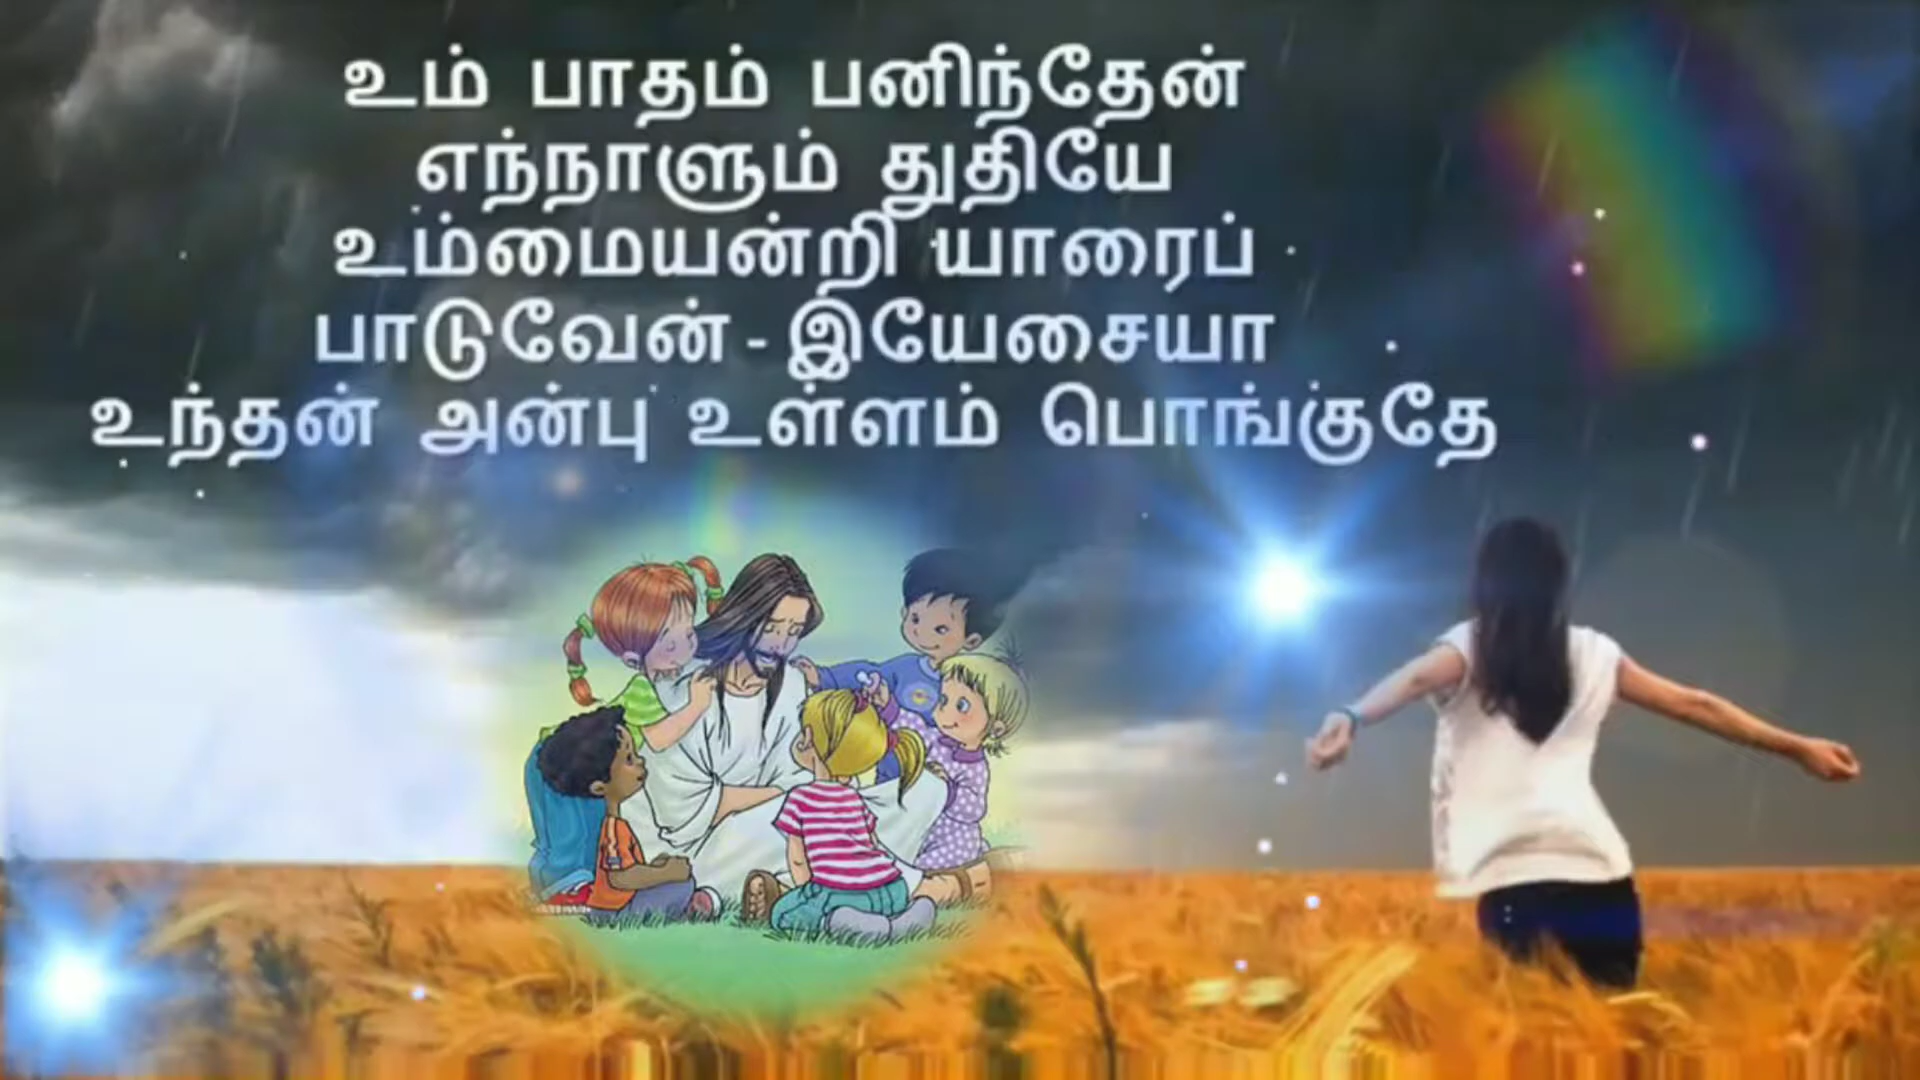 உம் பாதம் பனிந்தேன்
எந்நாளும் துதியே
உம்மையன்றி யாரைப்
பாடுவேன் - இயேசையா
உந்தன் அன்பு உள்ளம் பொங்குதே